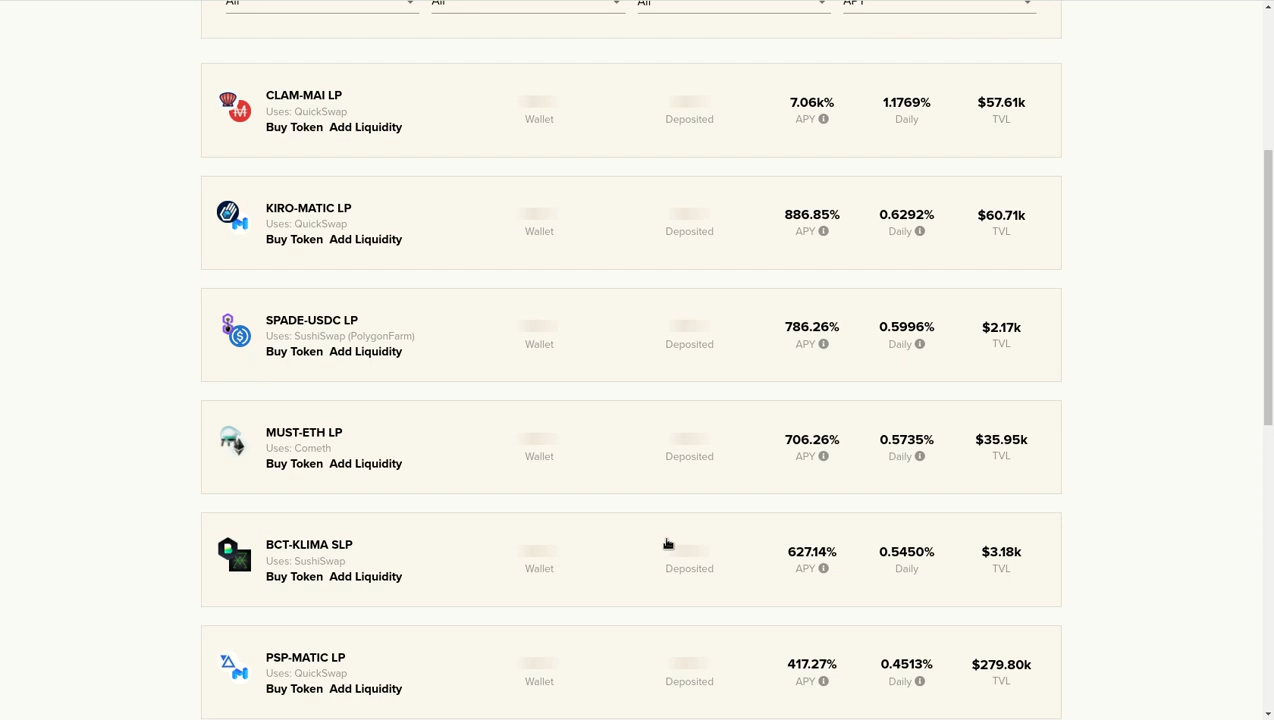 All All All APY
CLAM-MAI LP
Uses: QuickSwap
Buy Token Add Liquidity
Wallet
Deposited
7.06k%
APY
1.1769%
Daily
$57.61k
TVL
KIRO-MATIC LP
Uses: QuickSwap
Buy Token Add Liquidity
Wallet
Deposited
886.85%
APY
0.6292%
Daily
$60.71k
TVL
SPADE-USDC LP
Uses: SushiSwap (PolygonFarm)
Buy Token Add Liquidity
Wallet
Deposited
786.26%
APY
0.5996%
Daily
$2.17k
TVL
MUST-ETH LP
Uses: Cometh
Buy Token Add Liquidity
Wallet
Deposited
706.26%
APY
0.5735%
Daily
$35.95k
TVL
BCT-KLIMA SLP
Uses: SushiSwap
Buy Token Add Liquidity
Wallet
Deposited
627.14%
APY
0.5450%
Daily
$3.18k
TVL
PSP-MATIC LP
Uses: QuickSwap
Buy Token Add Liquidity
Wallet
Deposited
417.27%
APY
0.4513%
Daily
$279.80k
TVL